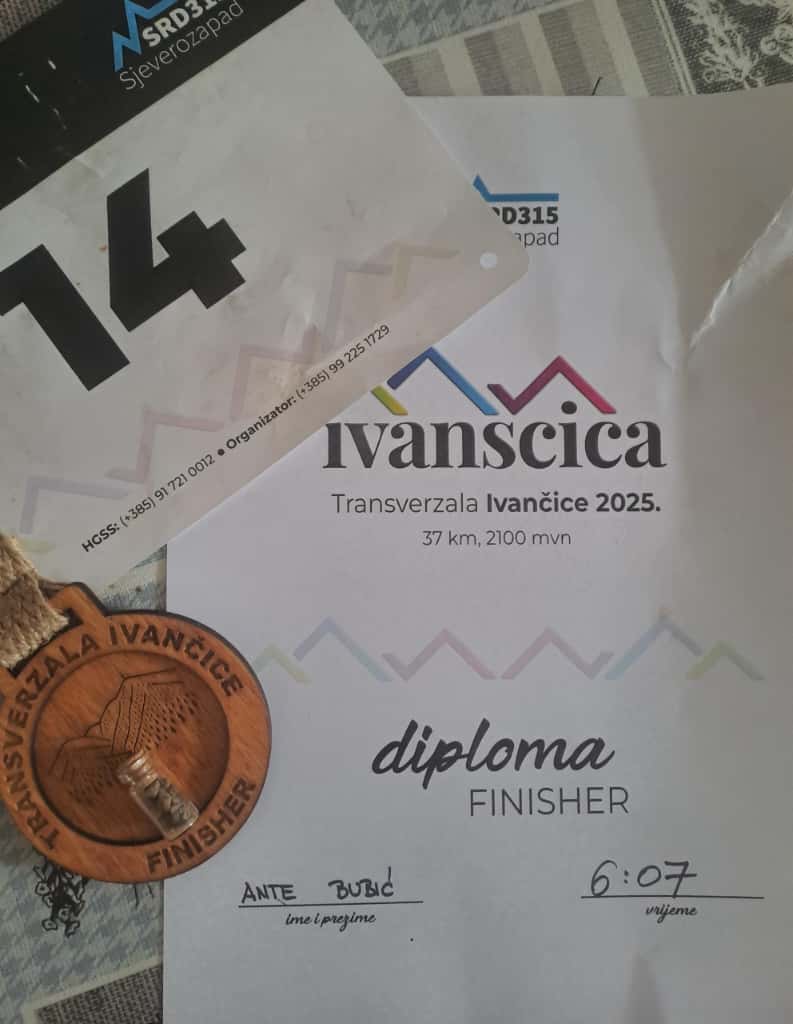 SRD315
Sjeverozapad
14
HGSS: (+385) 91 721 0012 ● Organizator: (+385) 99 225 1729
RD315
zapad
ivanscica
Transverzala Ivančice 2025.
37 km, 2100 mvn
TRANSVERZALA IVANČICE
FINISHER
diploma
FINISHER
ANTE BUBIĆ
ime i prezime
6:07
vrijeme